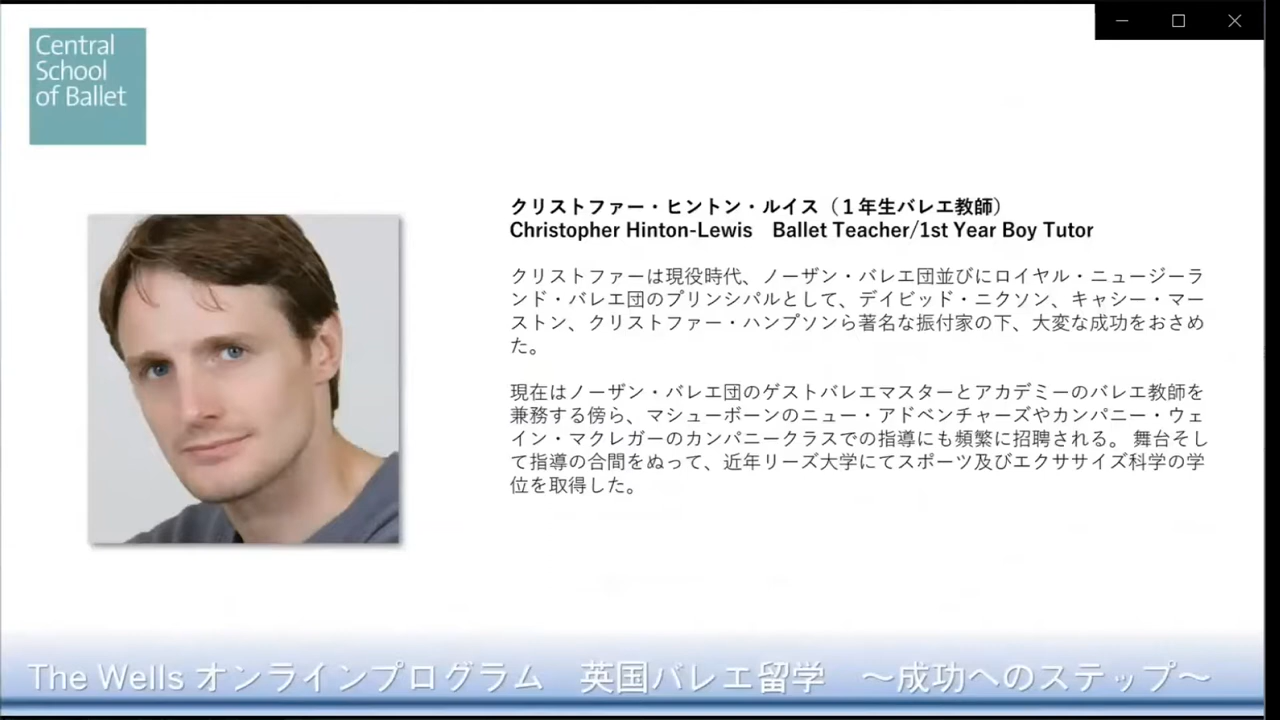 Central
School
of Ballet
クリストファー・ヒントン・ルイス（１年生バレエ教師）
Christopher Hinton-Lewis　Ballet Teacher/1st Year Boy Tutor
クリストファーは現役時代、ノーザン・バレエ団並びにロイヤル・ニュージーラ
ンド・バレエ団のプリンシパルとして、デイビッド・ニクソン、キャシー・マー
ストン、クリストファー・ハンプソンら著名な振付家の下、大変な成功をおさめ
た。
現在はノーザン・バレエ団のゲストバレエマスターとアカデミーのバレエ教師を
兼務する傍ら、マシューボーンのニュー・アドベンチャーズやカンパニー・ウェ
イン・マクレガーのカンパニークラスでの指導にも頻繁に招聘される。 舞台そし
て指導の合間をぬって、近年リーズ大学にてスポーツ及びエクササイズ科学の学
位を取得した。
The Wells オンラインプログラム　英国バレエ留学　～成功へのステップ～